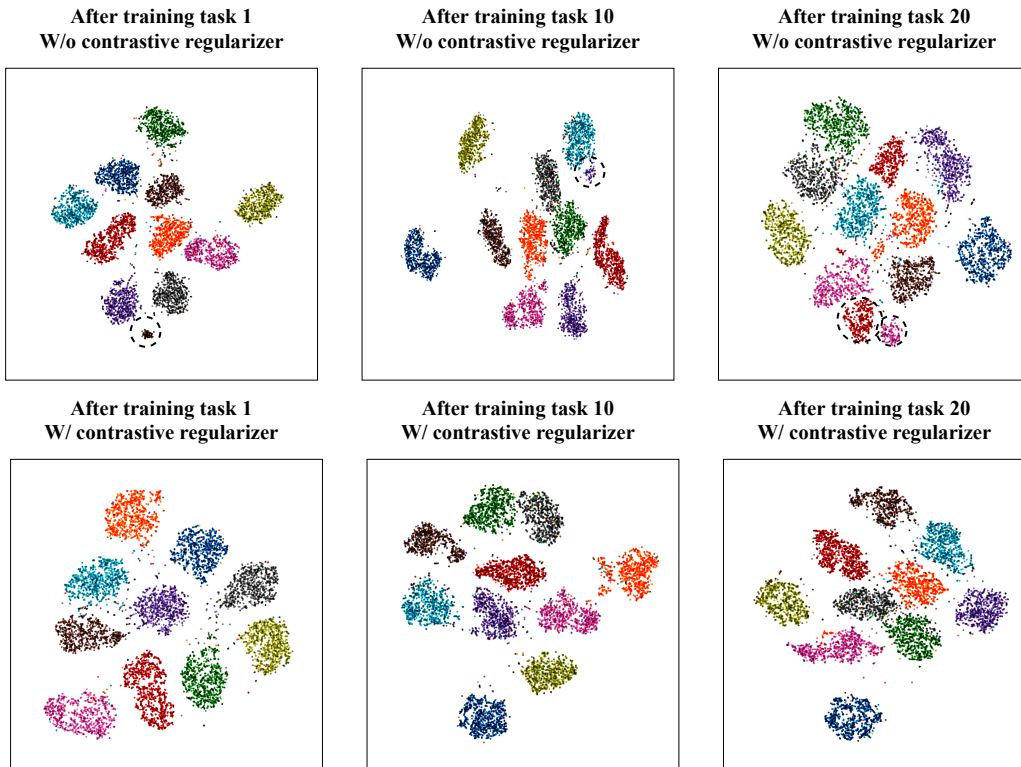 After training task 1
W/o contrastive regularizer
After training task 10
W/o contrastive regularizer
After training task 20
W/o contrastive regularizer
After training task 1
W/ contrastive regularizer
After training task 10
W/ contrastive regularizer
After training task 20
W/ contrastive regularizer